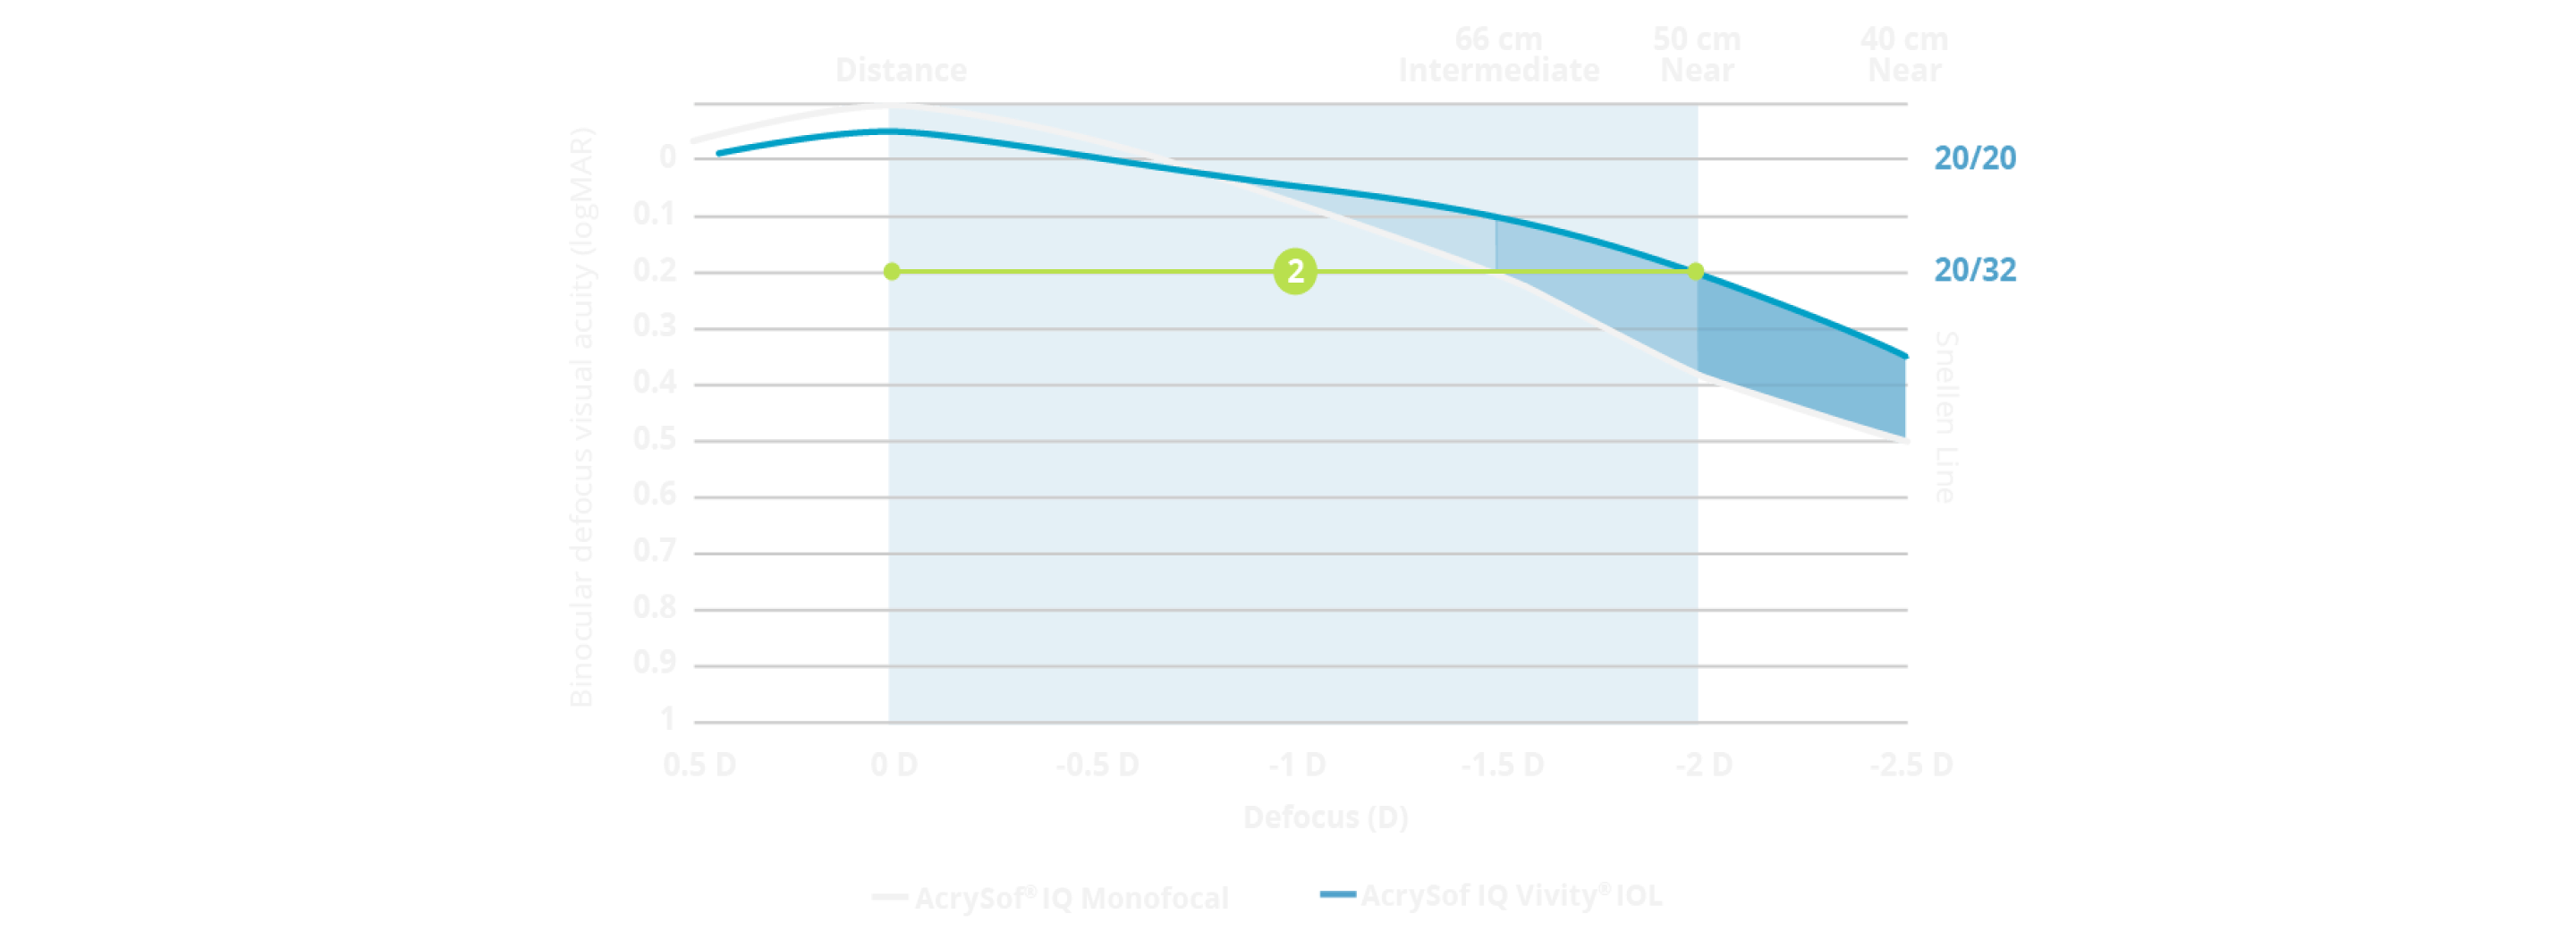 66 cm
Intermediate
50 cm
Near
40 cm
Near
Distance
Binocular defocus visual acuity (logMAR)
0
0.1
0.2
0.3
0.4
0.5
0.6
0.7
0.8
0.9
1
2
20/20
20/32
Snellen Line
0.5 D
0 D
-0.5 D
-1 D
-1.5 D
-2 D
-2.5 D
Defocus (D)
AcrySof® IQ Monofocal
AcrySof IQ Vivity® IOL